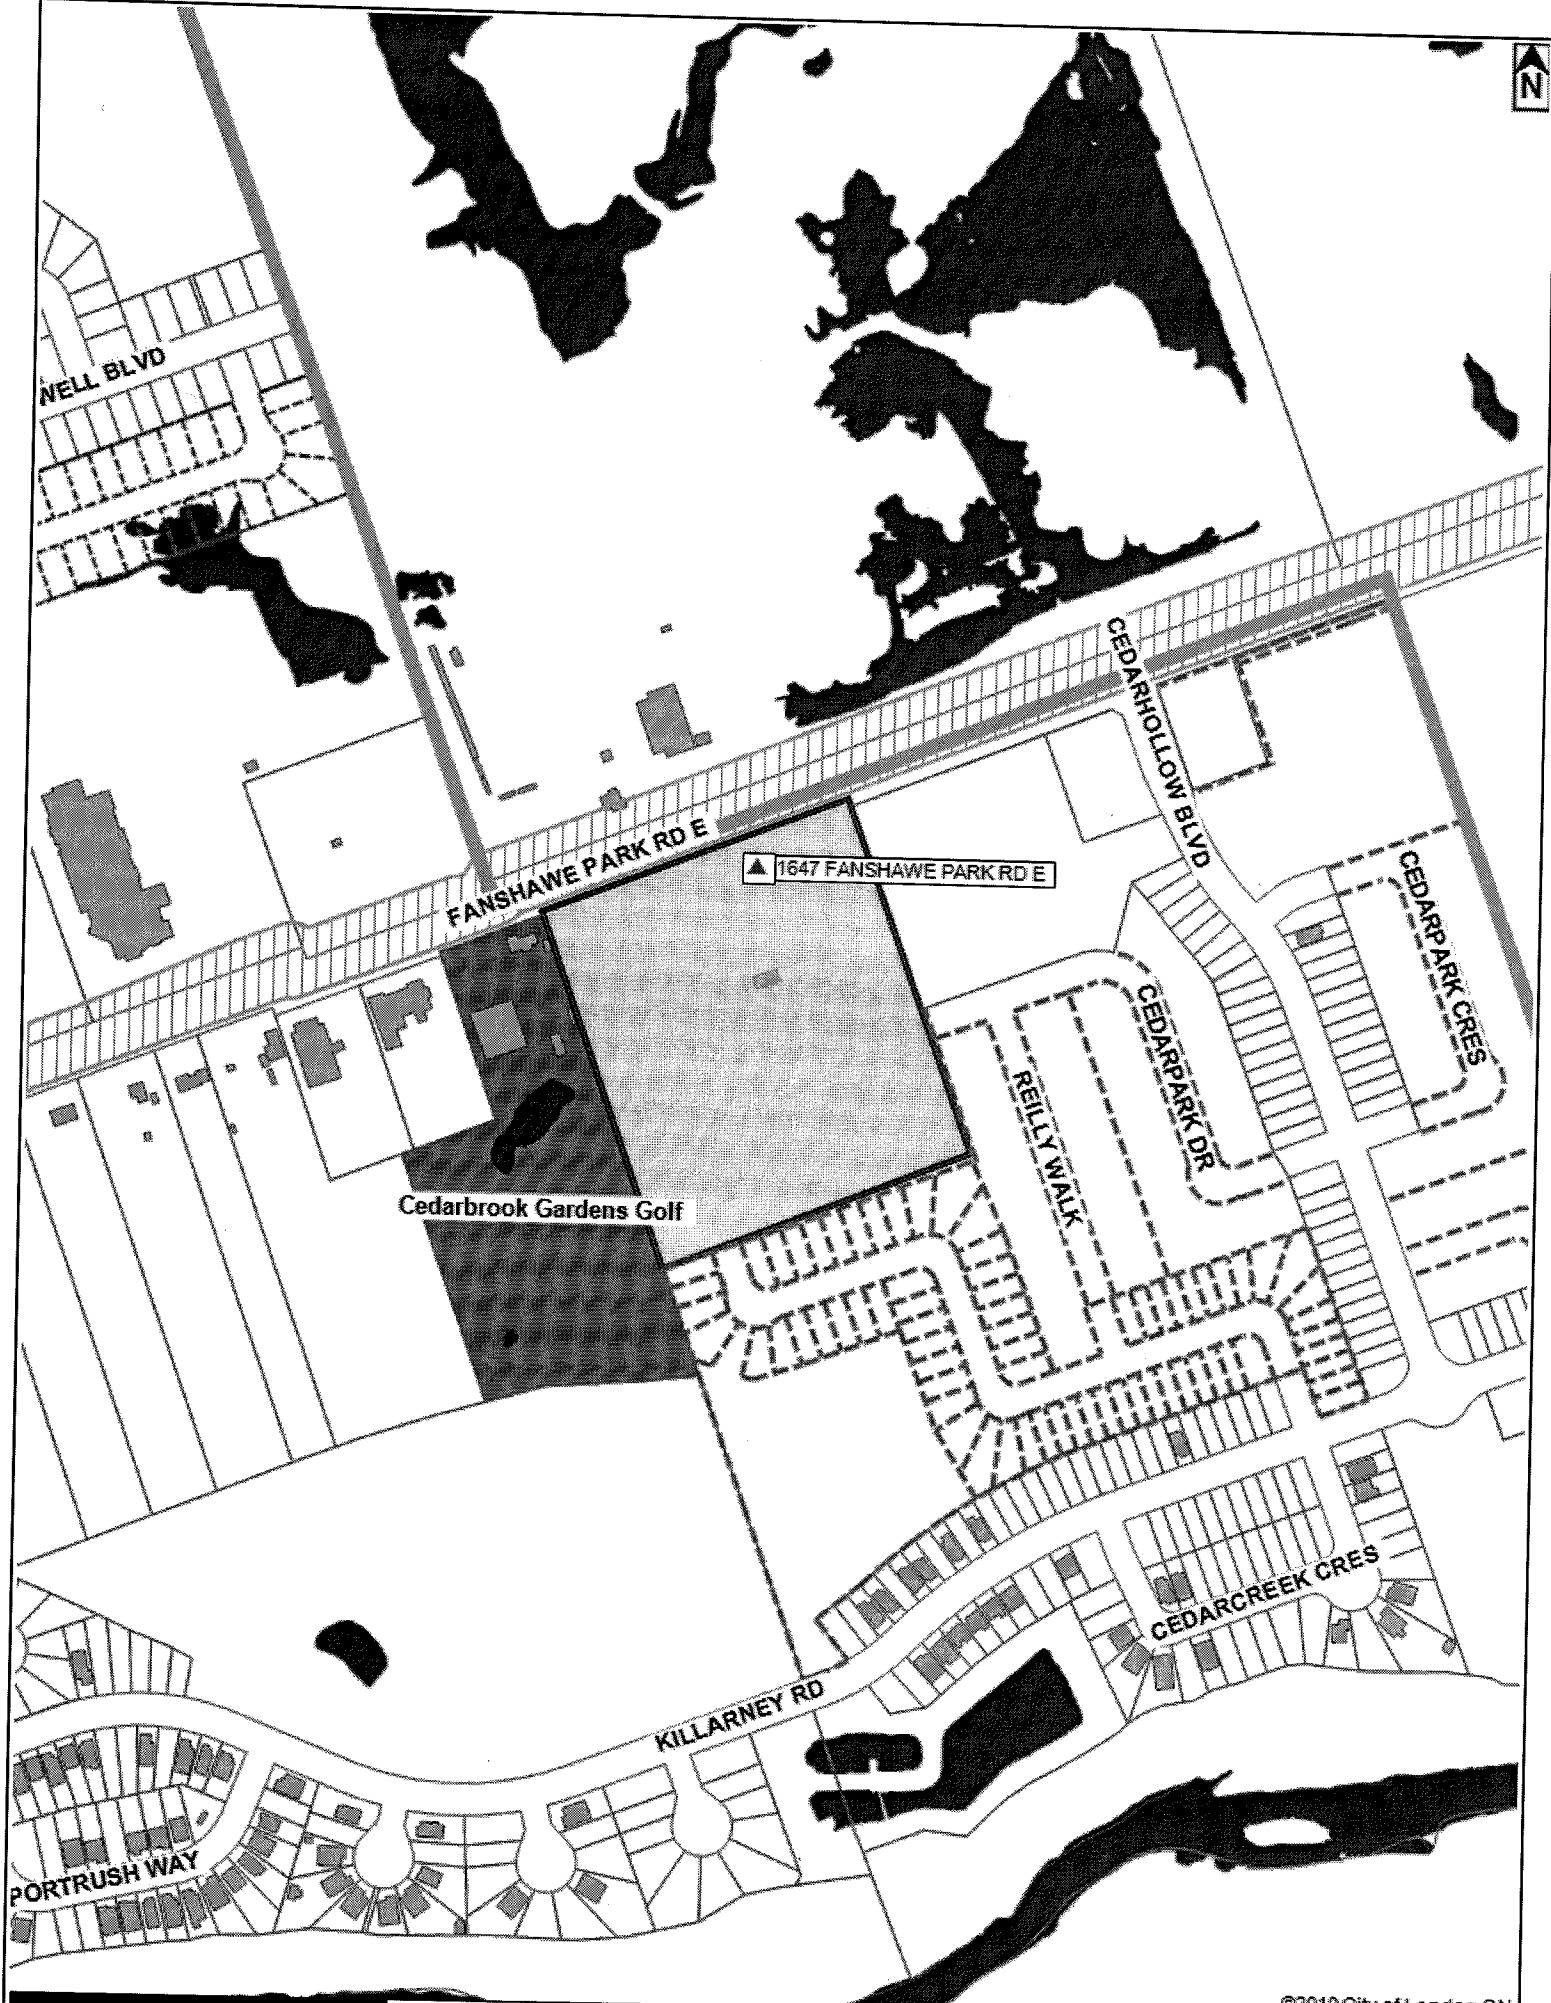 N
WELL BLVD
CEDARHOLLOW BLVD
FANSHAWE PARK RD E
1647 FANSHAWE PARK RD E
CEDARPARK CRES
CEDARPARK DR
REILLY WALK
Cedarbrook Gardens Golf
CEDARCREEK CRES
KILLARNEY RD
PORTRUSH WAY